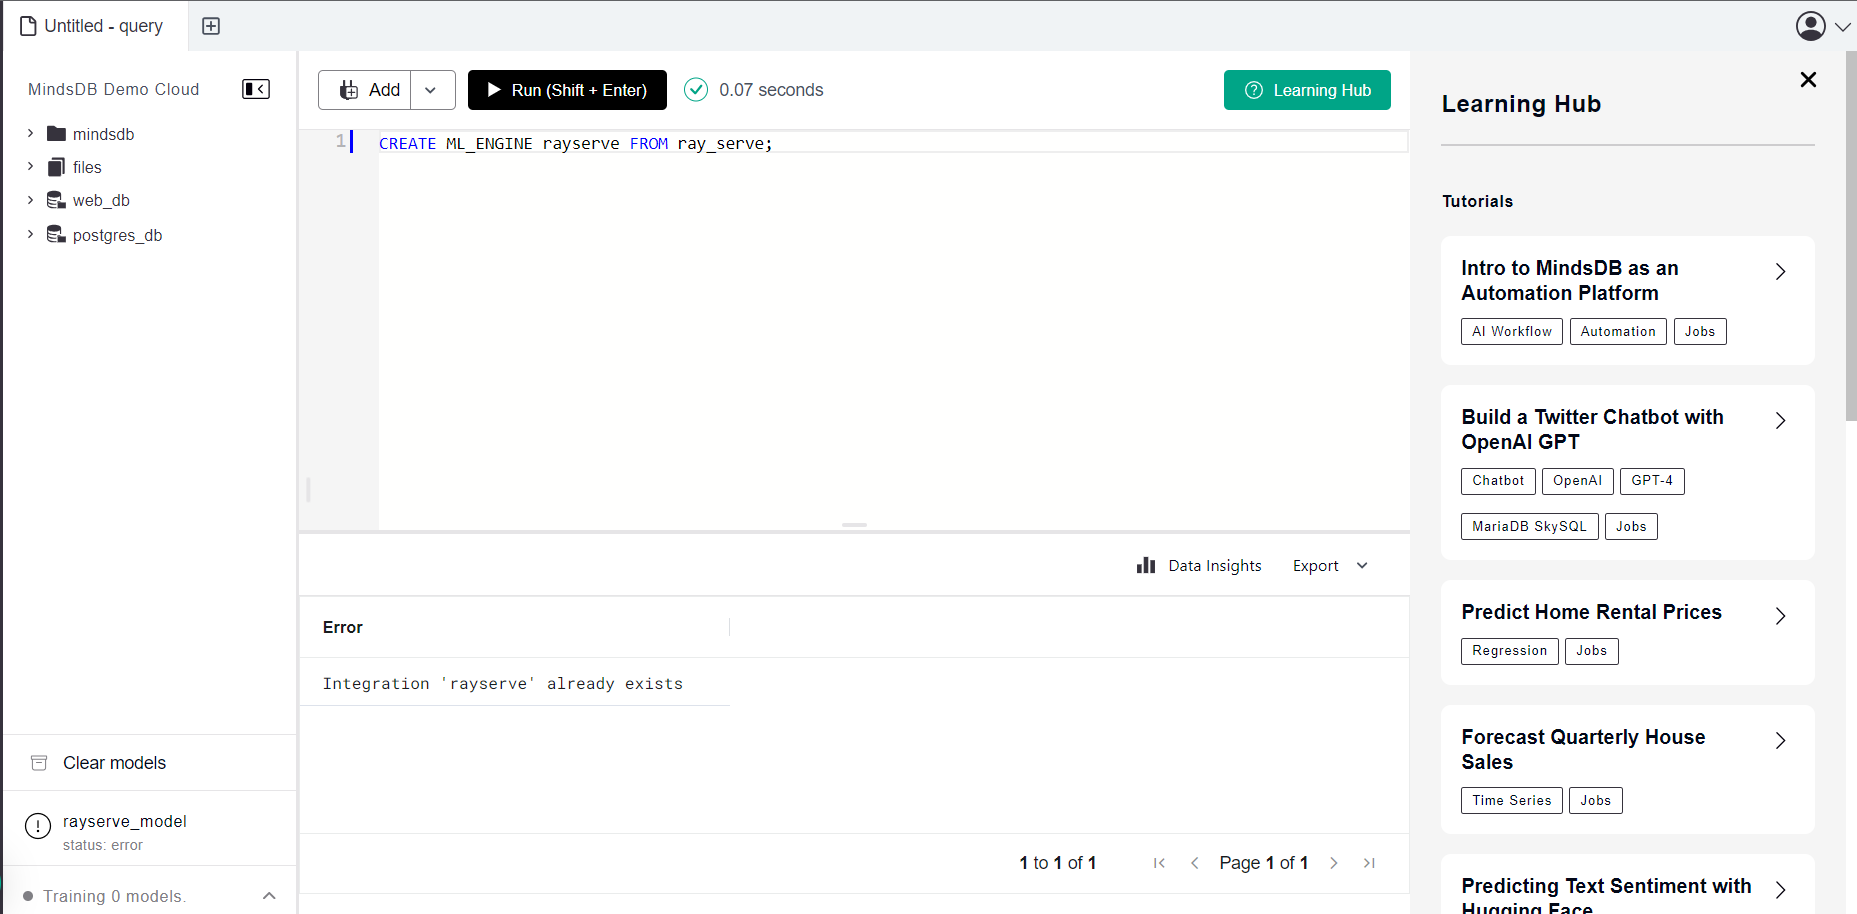 Untitled - query
MindsDB Demo Cloud
mindsdb
files
web_db
postgres_db
Clear models
rayserve_model
status: error
Training 0 models.
Add
Run (Shift + Enter)
0.07 seconds
Learning Hub
1
CREATE ML_ENGINE rayserve FROM ray_serve;
Data Insights
Export
Error
Integration 'rayserve' already exists
1 to 1 of 1
Page 1 of 1
Learning Hub
Tutorials
Intro to MindsDB as an
Automation Platform
AI Workflow
Automation
Jobs
Build a Twitter Chatbot with
OpenAI GPT
Chatbot
OpenAI
GPT-4
MariaDB SkySQL
Jobs
Predict Home Rental Prices
Regression
Jobs
Forecast Quarterly House
Sales
Time Series
Jobs
Predicting Text Sentiment with
Hugging Face